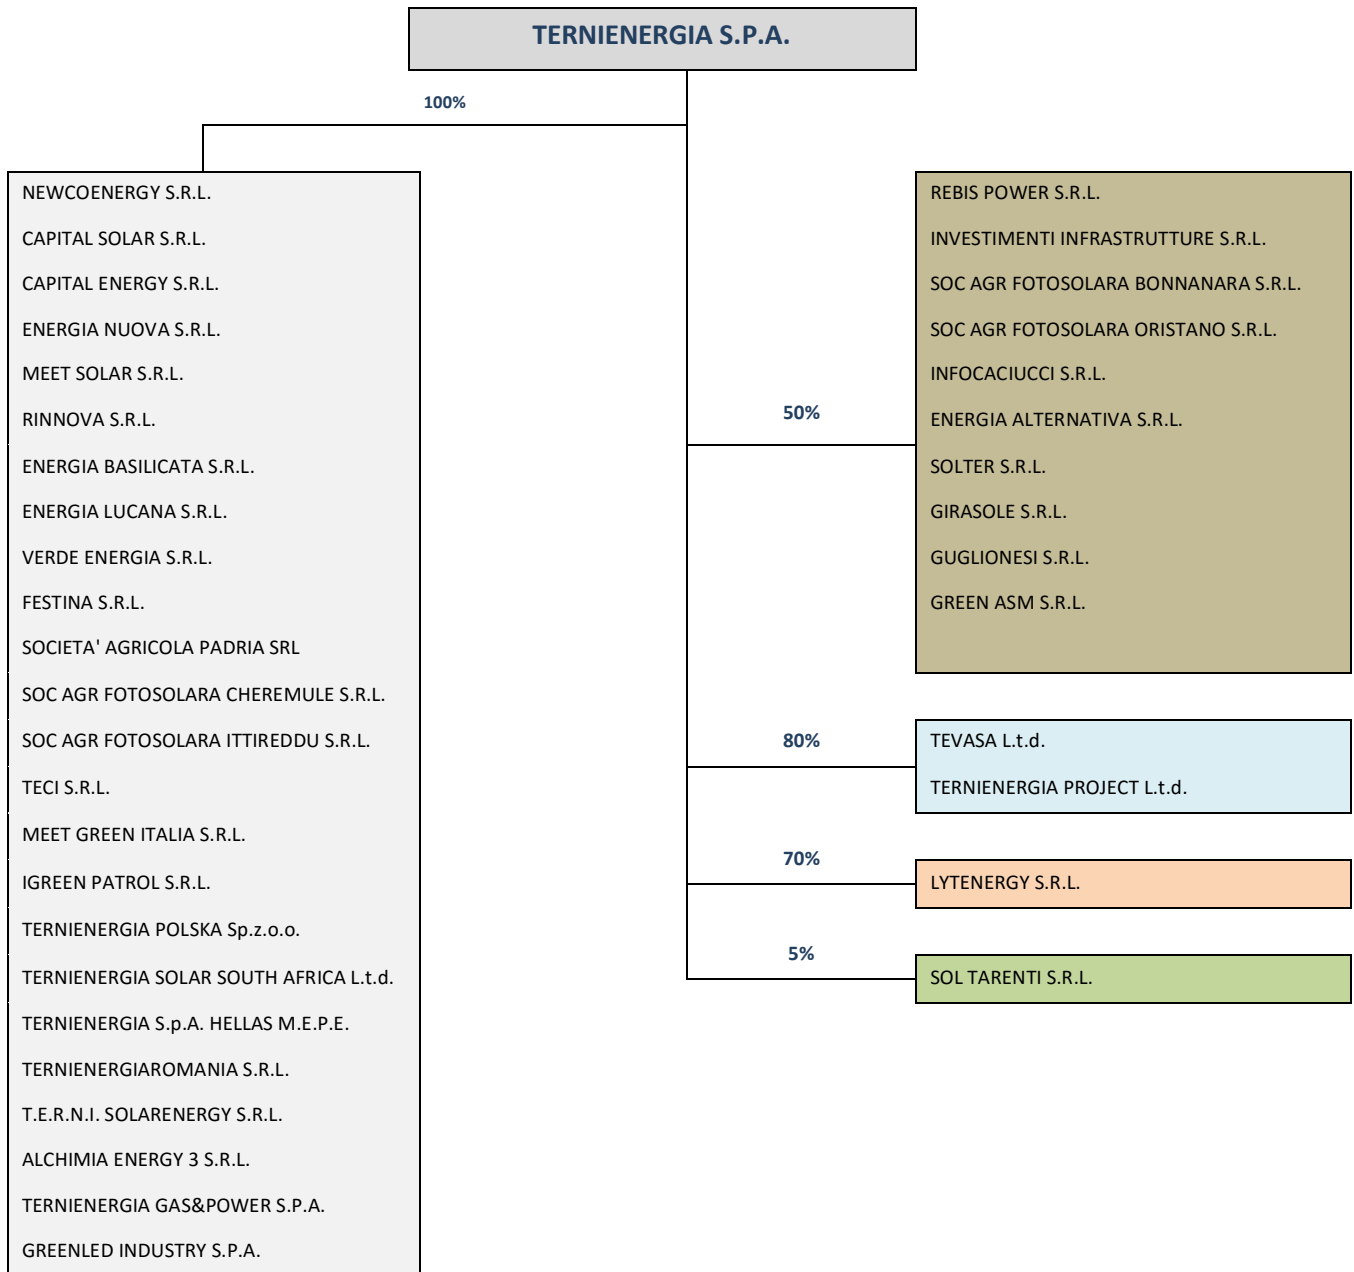 TERNIENERGIA S.P.A.
100%
NEWCOENERGY S.R.L.
CAPITAL SOLAR S.R.L.
CAPITAL ENERGY S.R.L.
ENERGIA NUOVA S.R.L.
MEET SOLAR S.R.L.
RINNOVA S.R.L.
ENERGIA BASILICATA S.R.L.
ENERGIA LUCANA S.R.L.
VERDE ENERGIA S.R.L.
FESTINA S.R.L.
SOCIETA' AGRICOLA PADRIA SRL
SOC AGR FOTOSOLARA CHEREMULE S.R.L.
SOC AGR FOTOSOLARA ITTIREDDU S.R.L.
TECI S.R.L.
MEET GREEN ITALIA S.R.L.
IGREEN PATROL S.R.L.
TERNIENERGIA POLSKA Sp.z.o.o.
TERNIENERGIA SOLAR SOUTH AFRICA L.t.d.
TERNIENERGIA S.p.A. HELLAS M.E.P.E.
TERNIENERGIAROMANIA S.R.L.
T.E.R.N.I. SOLARENERGY S.R.L.
ALCHIMIA ENERGY 3 S.R.L.
TERNIENERGIA GAS&POWER S.P.A.
GREENLED INDUSTRY S.P.A.
50%
REBIS POWER S.R.L.
INVESTIMENTI INFRASTRUTTURE S.R.L.
SOC AGR FOTOSOLARA BONNANARA S.R.L.
SOC AGR FOTOSOLARA ORISTANO S.R.L.
INFOCACIUCCI S.R.L.
ENERGIA ALTERNATIVA S.R.L.
SOLTER S.R.L.
GIRASOLE S.R.L.
GUGLIONESI S.R.L.
GREEN ASM S.R.L.
80%
TEVASA L.t.d.
TERNIENERGIA PROJECT L.t.d.
70%
LYTENERGY S.R.L.
5%
SOL TARENTI S.R.L.